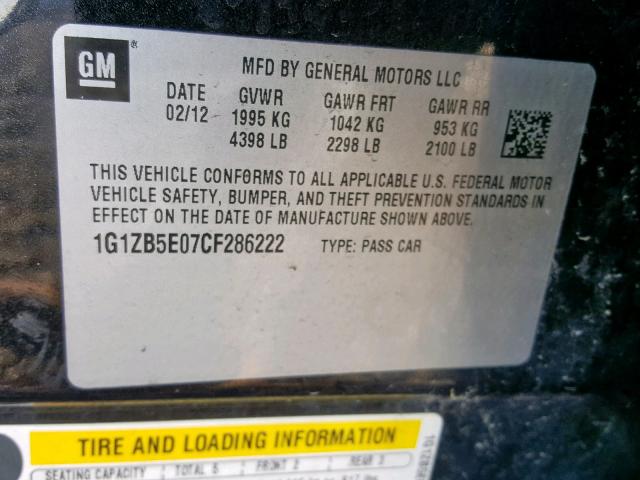 GM
®
MFD BY GENERAL MOTORS LLC
DATE GVWR GAWR FRT GAWR RR
02/12 1995 KG 1042 KG 953 KG
4398 LB 2298 LB 2100 LB
THIS VEHICLE CONFORMS TO ALL APPLICABLE U.S. FEDERAL MOTOR
VEHICLE SAFETY, BUMPER, AND THEFT PREVENTION STANDARDS IN
EFFECT ON THE DATE OF MANUFACTURE SHOWN ABOVE.
1G1ZB5E07CF286222 TYPE: PASS CAR
TIRE AND LOADING INFORMATION
SEATING CAPACITY TOTAL 5 FRONT 2 REAR 3